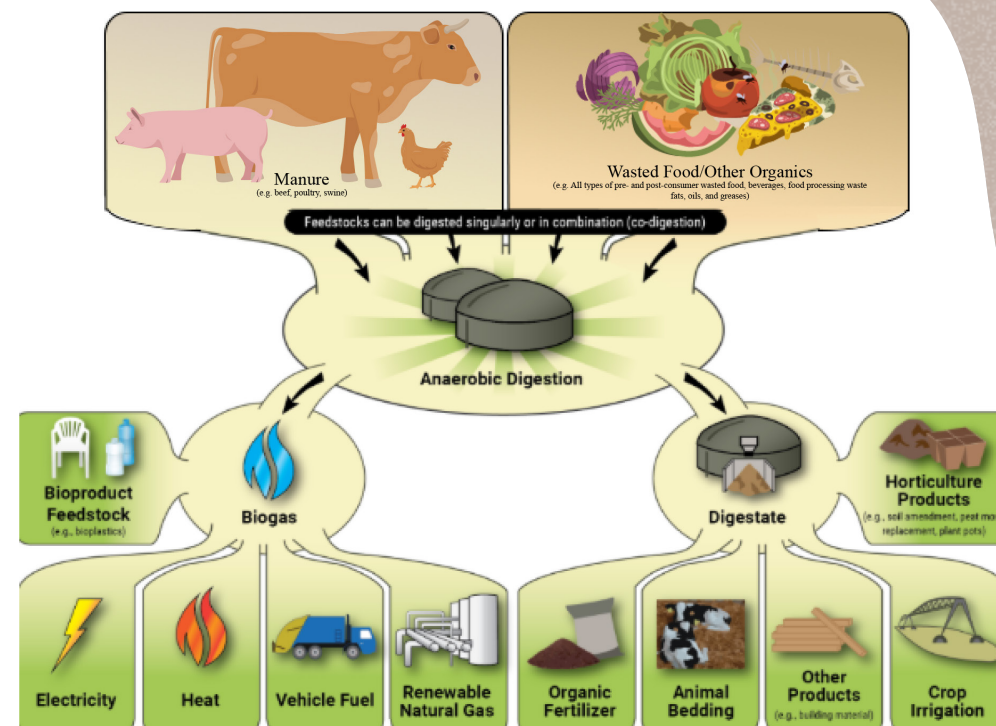 Manure
(e.g. beef, poultry, swine)
Wasted Food/Other Organics
(e.g. All types of pre- and post-consumer wasted food, beverages, food processing waste
fats, oils, and greases)
Feedstocks can be digested singularly or in combination (co-digestion)
Anaerobic Digestion
Bioproduct
Feedstock
(e.g., bioplastics)
Biogas
Digestate
Horticulture
Products
(e.g., soil amendment, peat
replacement, plant pots)
Electricity
Heat
Vehicle Fuel
Renewable
Natural Gas
Organic
Fertilizer
Animal
Bedding
Other
Products
(e.g., building material)
Crop
Irrigation